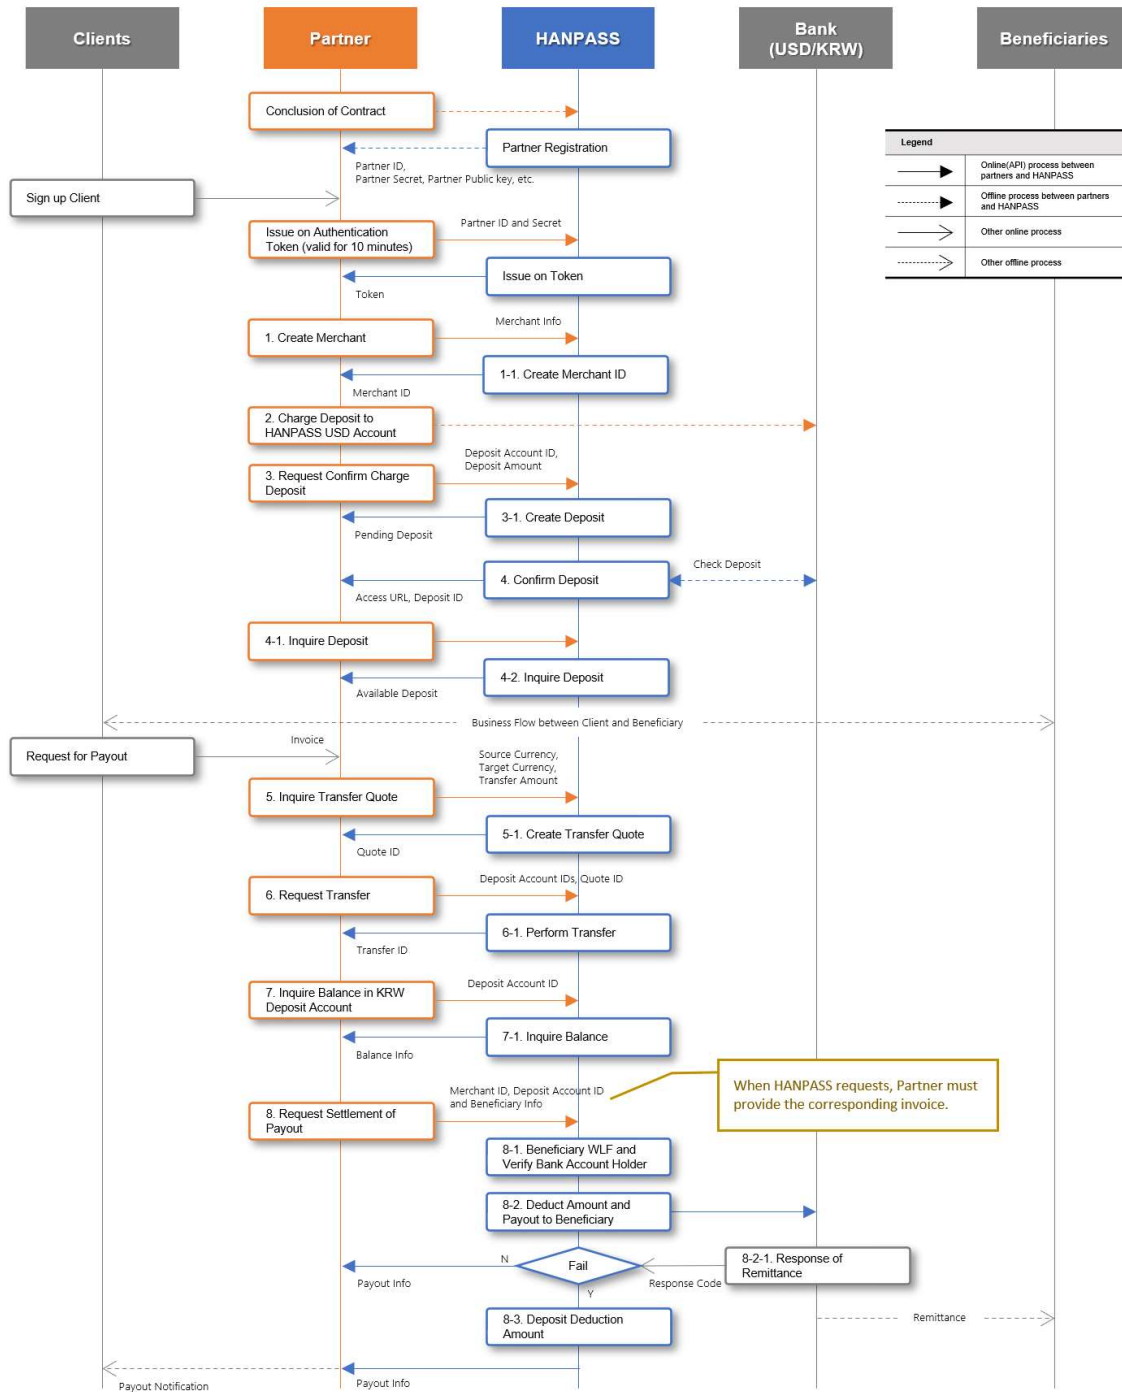 Clients
Partner
HANPASS
Bank
(USD/KRW)
Beneficiaries
Conclusion of Contract
Partner Registration
Partner ID,
Partner Secret, Partner Public key, etc.
Legend
Online(API) process between
partners and HANPASS
Offline process between partners
and HANPASS
Other online process
Other offline process
Sign up Client
Issue on Authentication
Token (valid for 10 minutes)
Partner ID and Secret
Issue on Token
Token
Merchant Info
1. Create Merchant
1-1. Create Merchant ID
Merchant ID
2. Charge Deposit to
HANPASS USD Account
Deposit Account ID,
Deposit Amount
3. Request Confirm Charge
Deposit
3-1. Create Deposit
Pending Deposit
Check Deposit
4. Confirm Deposit
Access URL, Deposit ID
4-1. Inquire Deposit
4-2. Inquire Deposit
Available Deposit
Business Flow between Client and Beneficiary
Request for Payout
Invoice
Source Currency,
Target Currency,
Transfer Amount
5. Inquire Transfer Quote
5-1. Create Transfer Quote
Quote ID
Deposit Account IDs, Quote ID
6. Request Transfer
6-1. Perform Transfer
Transfer ID
Deposit Account ID
7. Inquire Balance in KRW
Deposit Account
7-1. Inquire Balance
Balance Info
When HANPASS requests, Partner must
provide the corresponding invoice.
Merchant ID, Deposit Account ID
and Beneficiary Info
8. Request Settlement of
Payout
8-1. Beneficiary WLF and
Verify Bank Account Holder
8-2. Deduct Amount and
Payout to Beneficiary
N
Fail
8-2-1. Response of
Remittance
Payout Info
Response Code
Y
8-3. Deposit Deduction
Amount
Remittance
Payout Info
Payout Notification